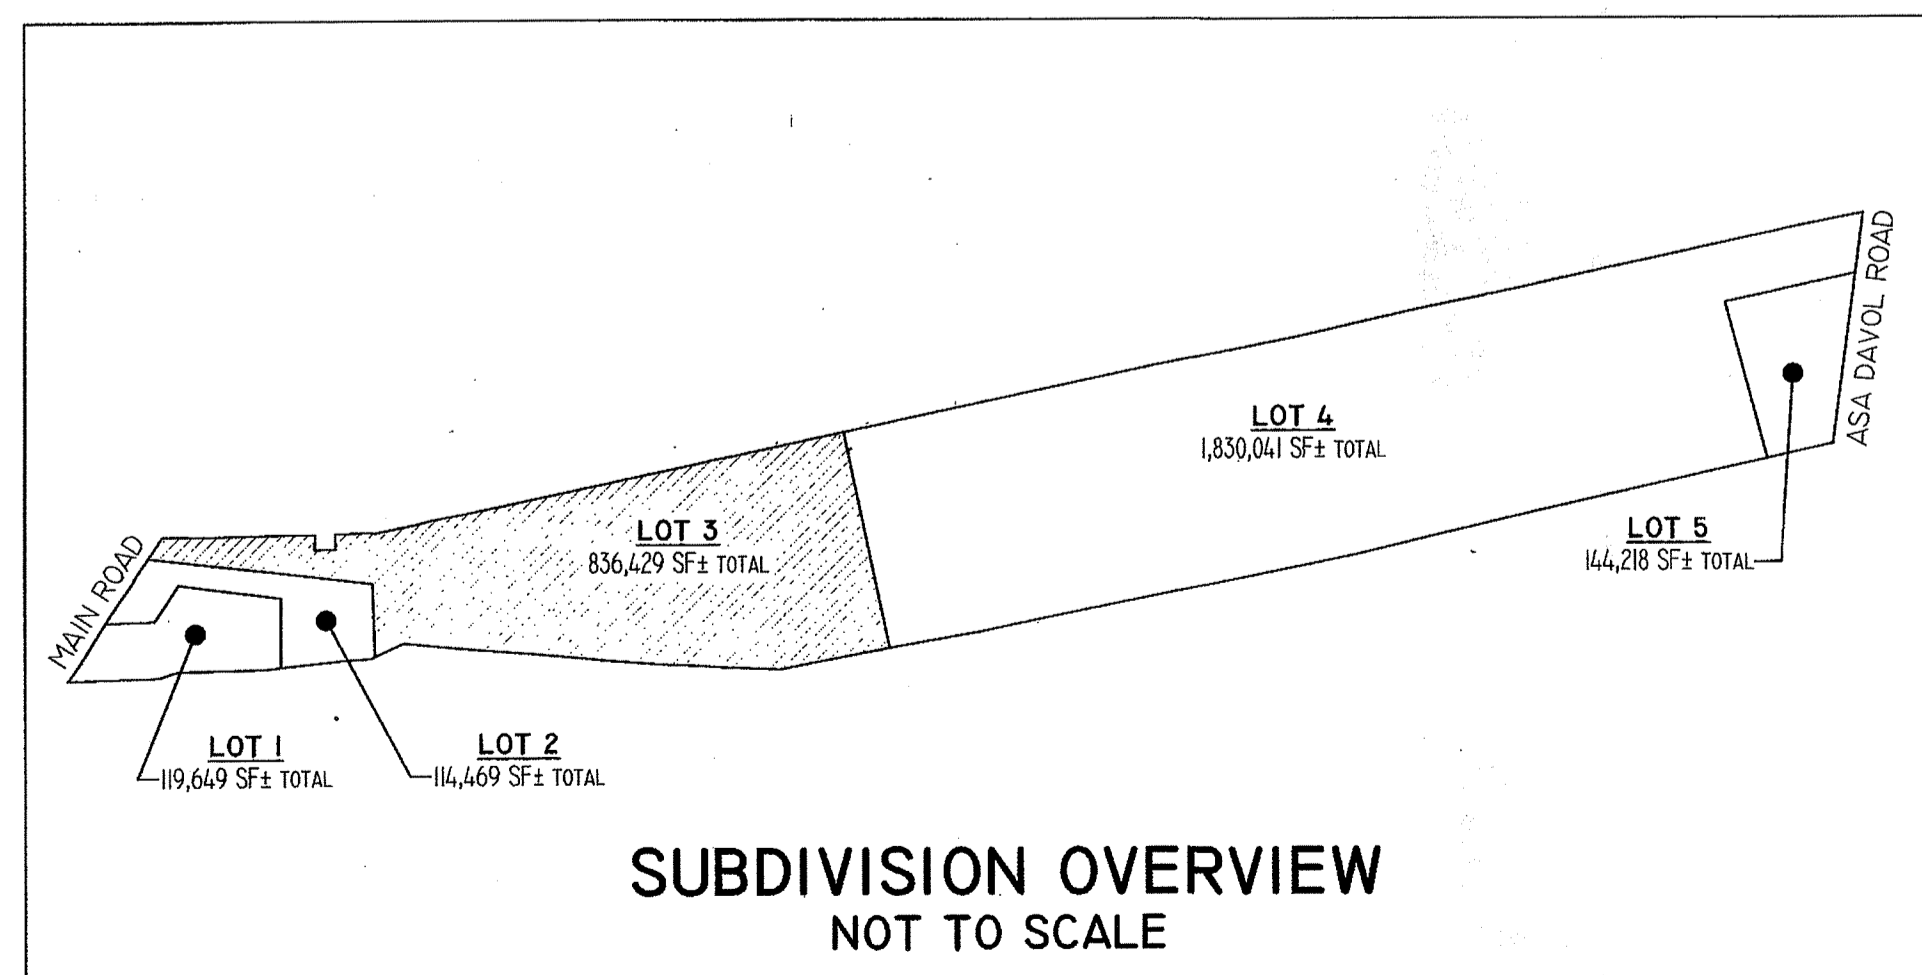 ASA DAVOL ROAD
LOT 4
1,830,041 SF± TOTAL
LOT 3
836,429 SF± TOTAL
LOT 5
144,218 SF± TOTAL
MAIN ROAD
LOT 1
119,649 SF± TOTAL
LOT 2
114,469 SF± TOTAL
SUBDIVISION OVERVIEW
NOT TO SCALE